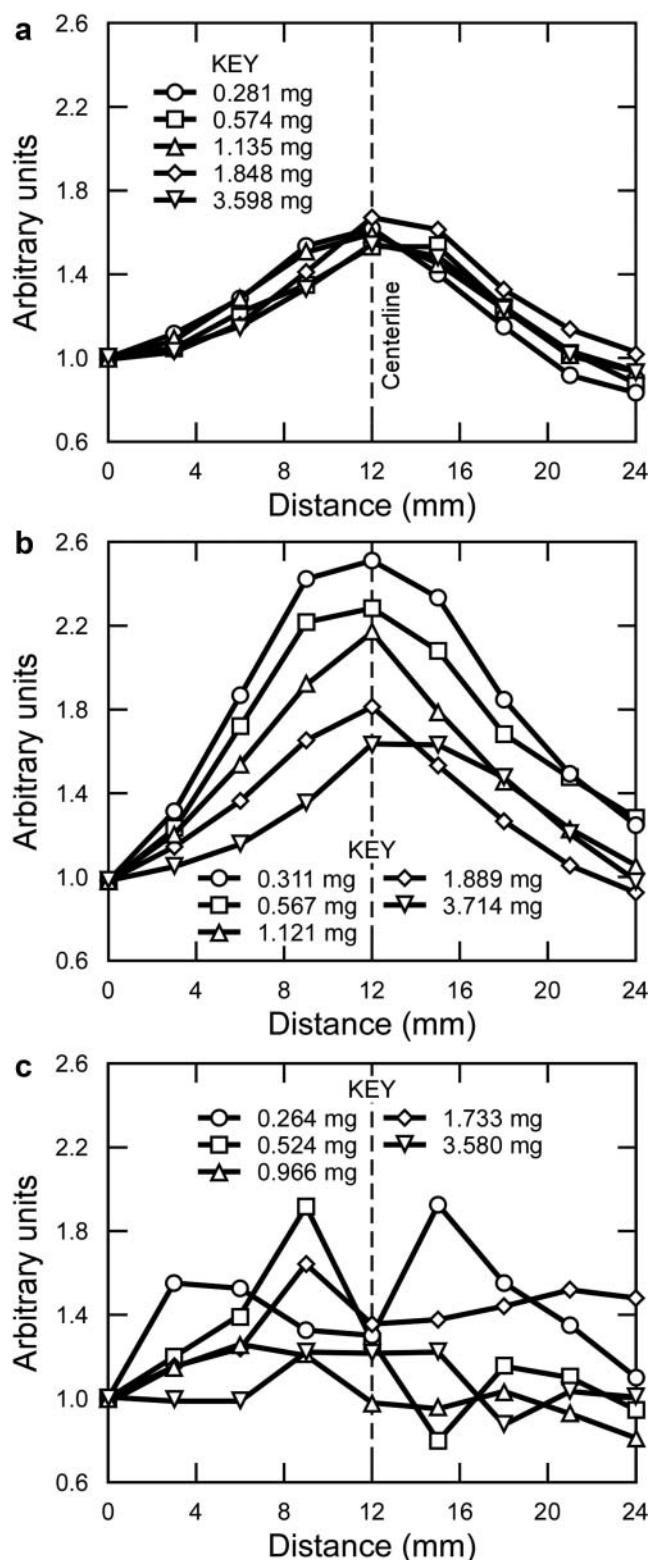 a
2.6
2.2
1.8
1.4
1.0
0.6
Arbitrary units
KEY
0.281 mg
0.574 mg
1.135 mg
1.848 mg
3.598 mg
Centerline
0 4 8 12 16 20 24
Distance (mm)
b
2.6
2.2
1.8
1.4
1.0
0.6
Arbitrary units
KEY
0.311 mg 1.889 mg
0.567 mg 3.714 mg
1.121 mg
0 4 8 12 16 20 24
Distance (mm)
c
2.6
2.2
1.8
1.4
1.0
0.6
Arbitrary units
KEY
0.264 mg 1.733 mg
0.524 mg 3.580 mg
0.966 mg
0 4 8 12 16 20 24
Distance (mm)